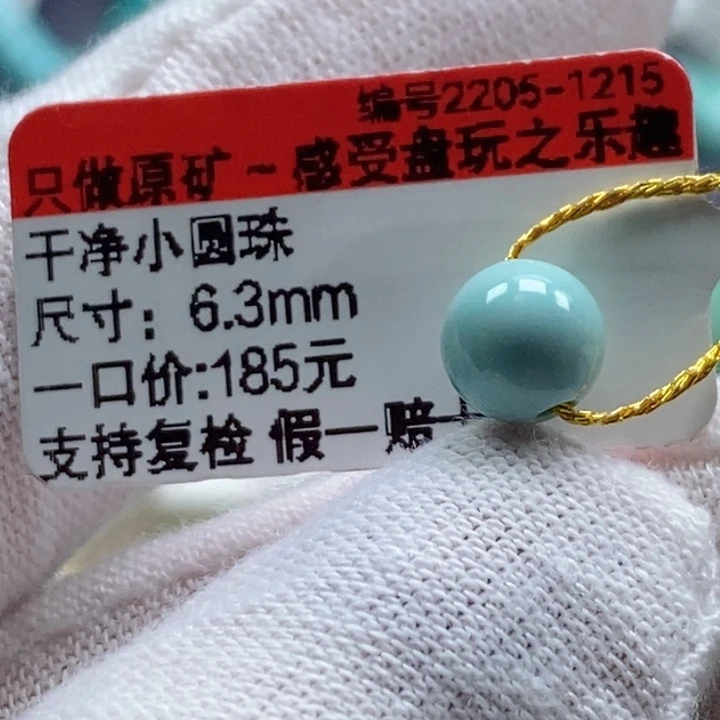 编号2205-1215
只做原矿 ~ 感受盘玩之乐趣
干净小圆珠
尺寸：6.3mm
一口价:185元
支持复检 假一赔